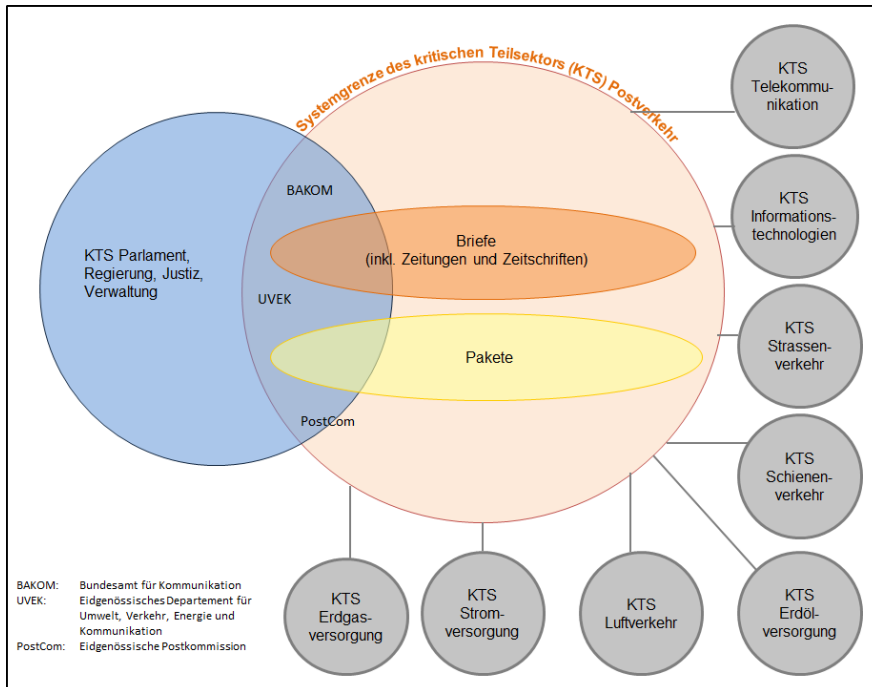 Systemgrenze des kritischen Teilsektors (KTS) Postverkehr
KTS
Telekommu-
nikation
KTS
Informations-
technologien
KTS
Strassen-
verkehr
KTS
Schienen-
verkehr
KTS
Erdöl-
versorgung
KTS
Luftverkehr
KTS
Strom-
versorgung
KTS
Erdgas-
versorgung
KTS Parlament,
Regierung, Justiz,
Verwaltung
BAKOM
UVEK
PostCom
Briefe
(inkl. Zeitungen und Zeitschriften)
Pakete
BAKOM: Bundesamt für Kommunikation
UVEK: Eidgenössisches Departement für
Umwelt, Verkehr, Energie und
Kommunikation
PostCom: Eidgenössische Postkommission